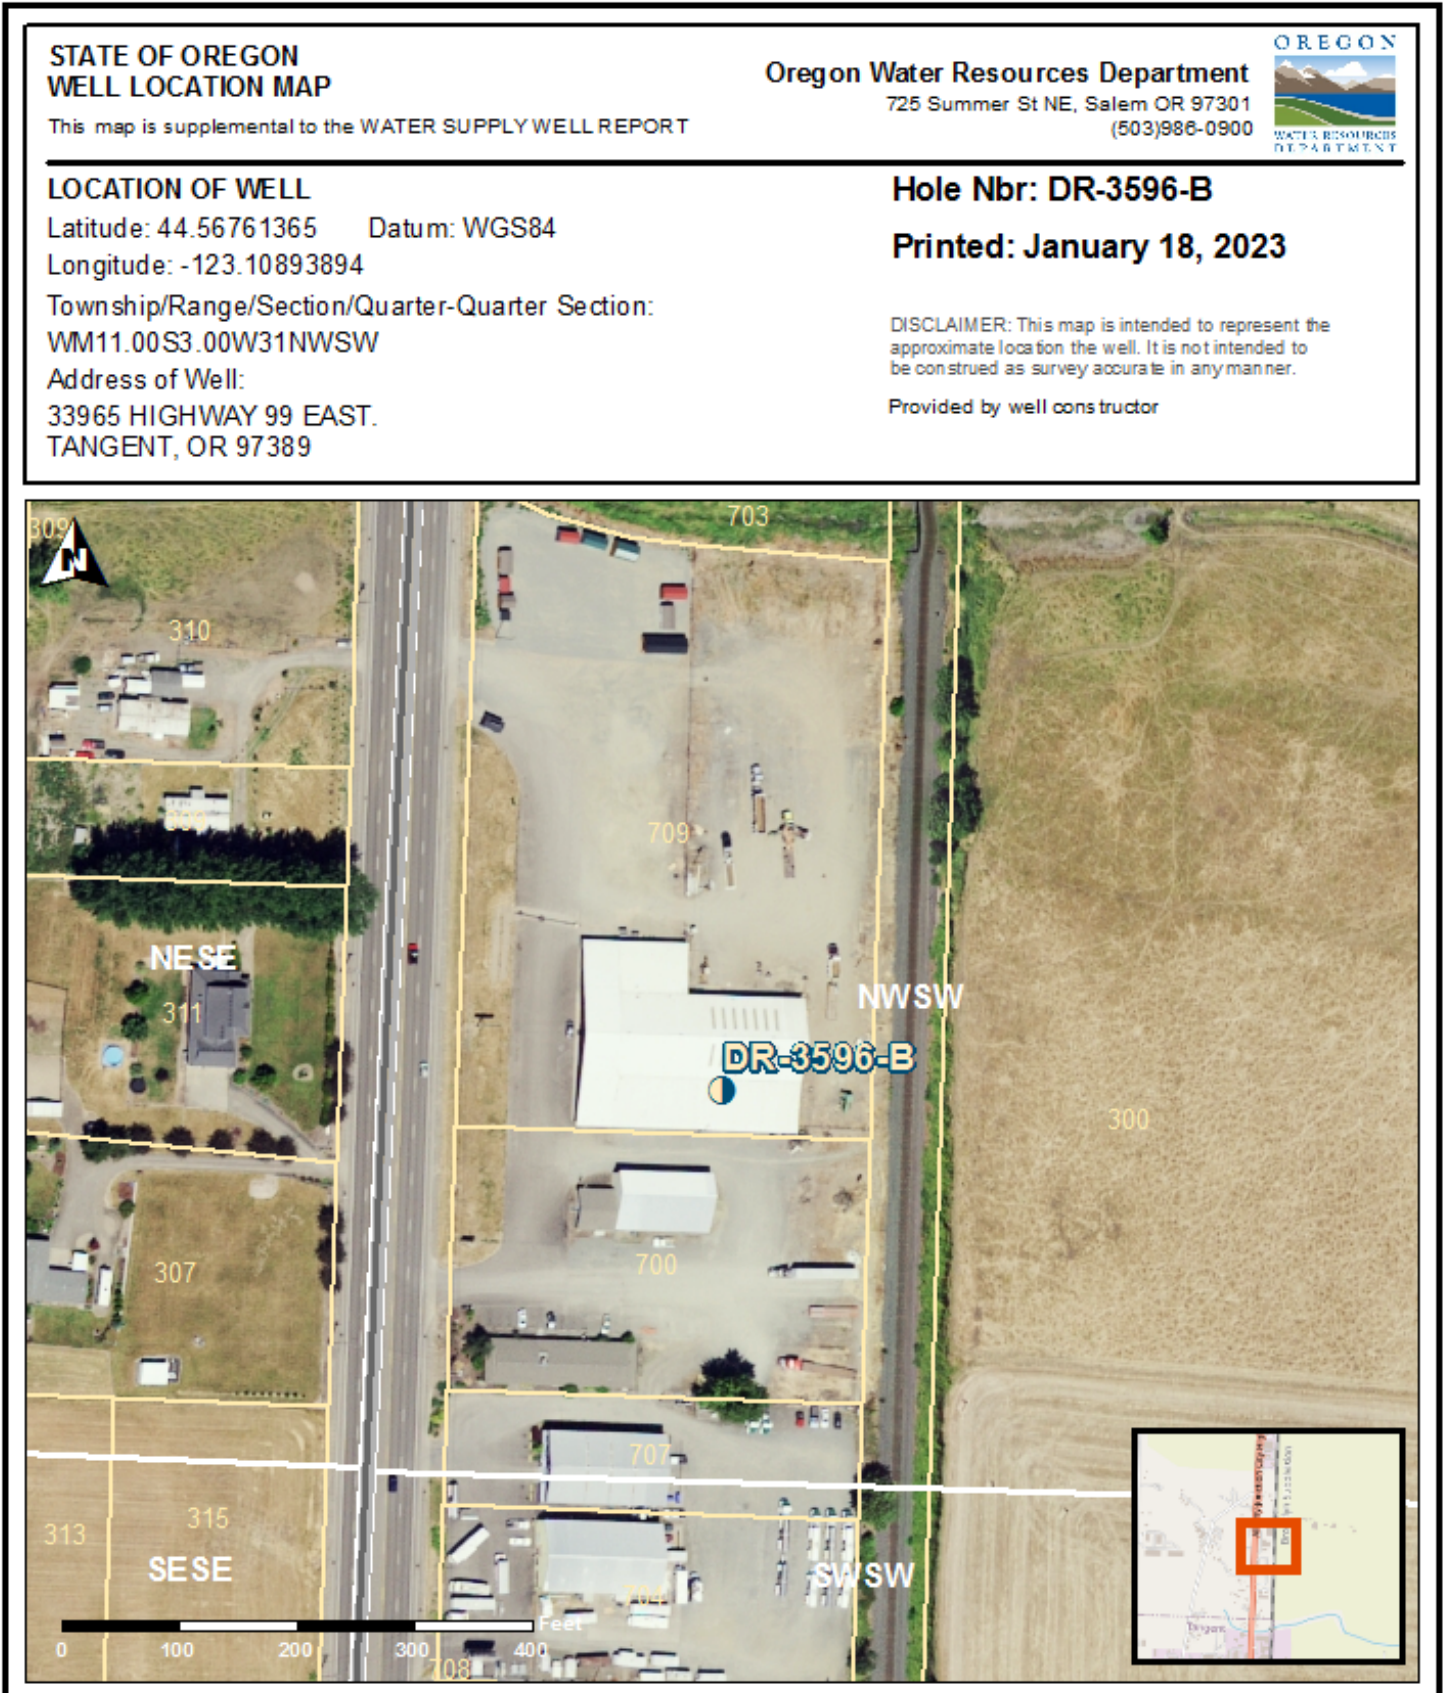 STATE OF OREGON
WELL LOCATION MAP
This map is supplemental to the WATER SUPPLY WELL REPORT
Oregon Water Resources Department
725 Summer St NE, Salem OR 97301
(503)986-0900
OREGON
WATER RESOURCES
DEPARTMENT
LOCATION OF WELL
Latitude: 44.56761365 Datum: WGS84
Longitude: -123.10893894
Township/Range/Section/Quarter-Quarter Section:
WM11.00S3.00W31NWSW
Address of Well:
33965 HIGHWAY 99 EAST.
TANGENT, OR 97389
Hole Nbr: DR-3596-B
Printed: January 18, 2023
DISCLAIMER: This map is intended to represent the
approximate location the well. It is not intended to
be construed as survey accurate in any manner.
Provided by well constructor
309
N
703
310
709
NESE
311
NWSW
DR-3596-B
300
307
700
707
313
315
SESE
SWSW
704
Feet
0 100 200 300 400
708
Tangent